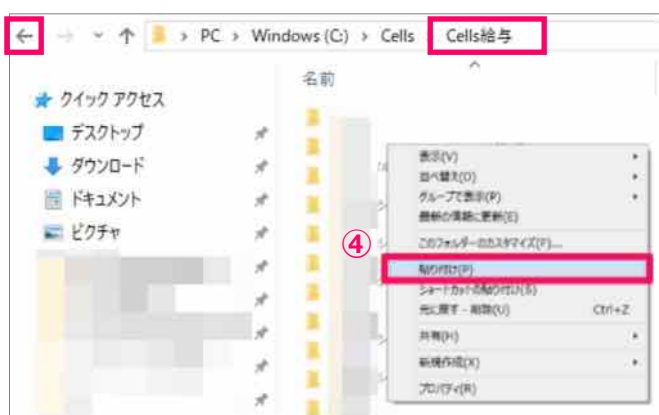 PC › Windows (C:) › Cells › Cells給与
名前
クイック アクセス
デスクトップ
ダウンロード
ドキュメント
ピクチャ
表示(V)
並べ替え(O)
グループで表示(P)
最新の情報に更新(E)
④
このフォルダーのカスタマイズ(F)...
貼り付け(P)
ショートカットの貼り付け(S)
元に戻す - 削除(U) Ctrl+Z
共有(H)
新規作成(X)
プロパティ(R)